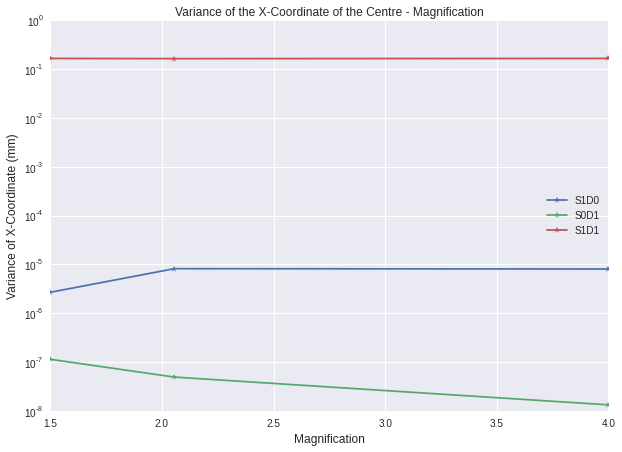 Variance of the X-Coordinate of the Centre - Magnification
10^0
10^-1
10^-2
10^-3
10^-4
10^-5
10^-6
10^-7
10^-8
Variance of X-Coordinate (mm)
S1D0
S0D1
S1D1
1.5 2.0 2.5 3.0 3.5 4.0
Magnification